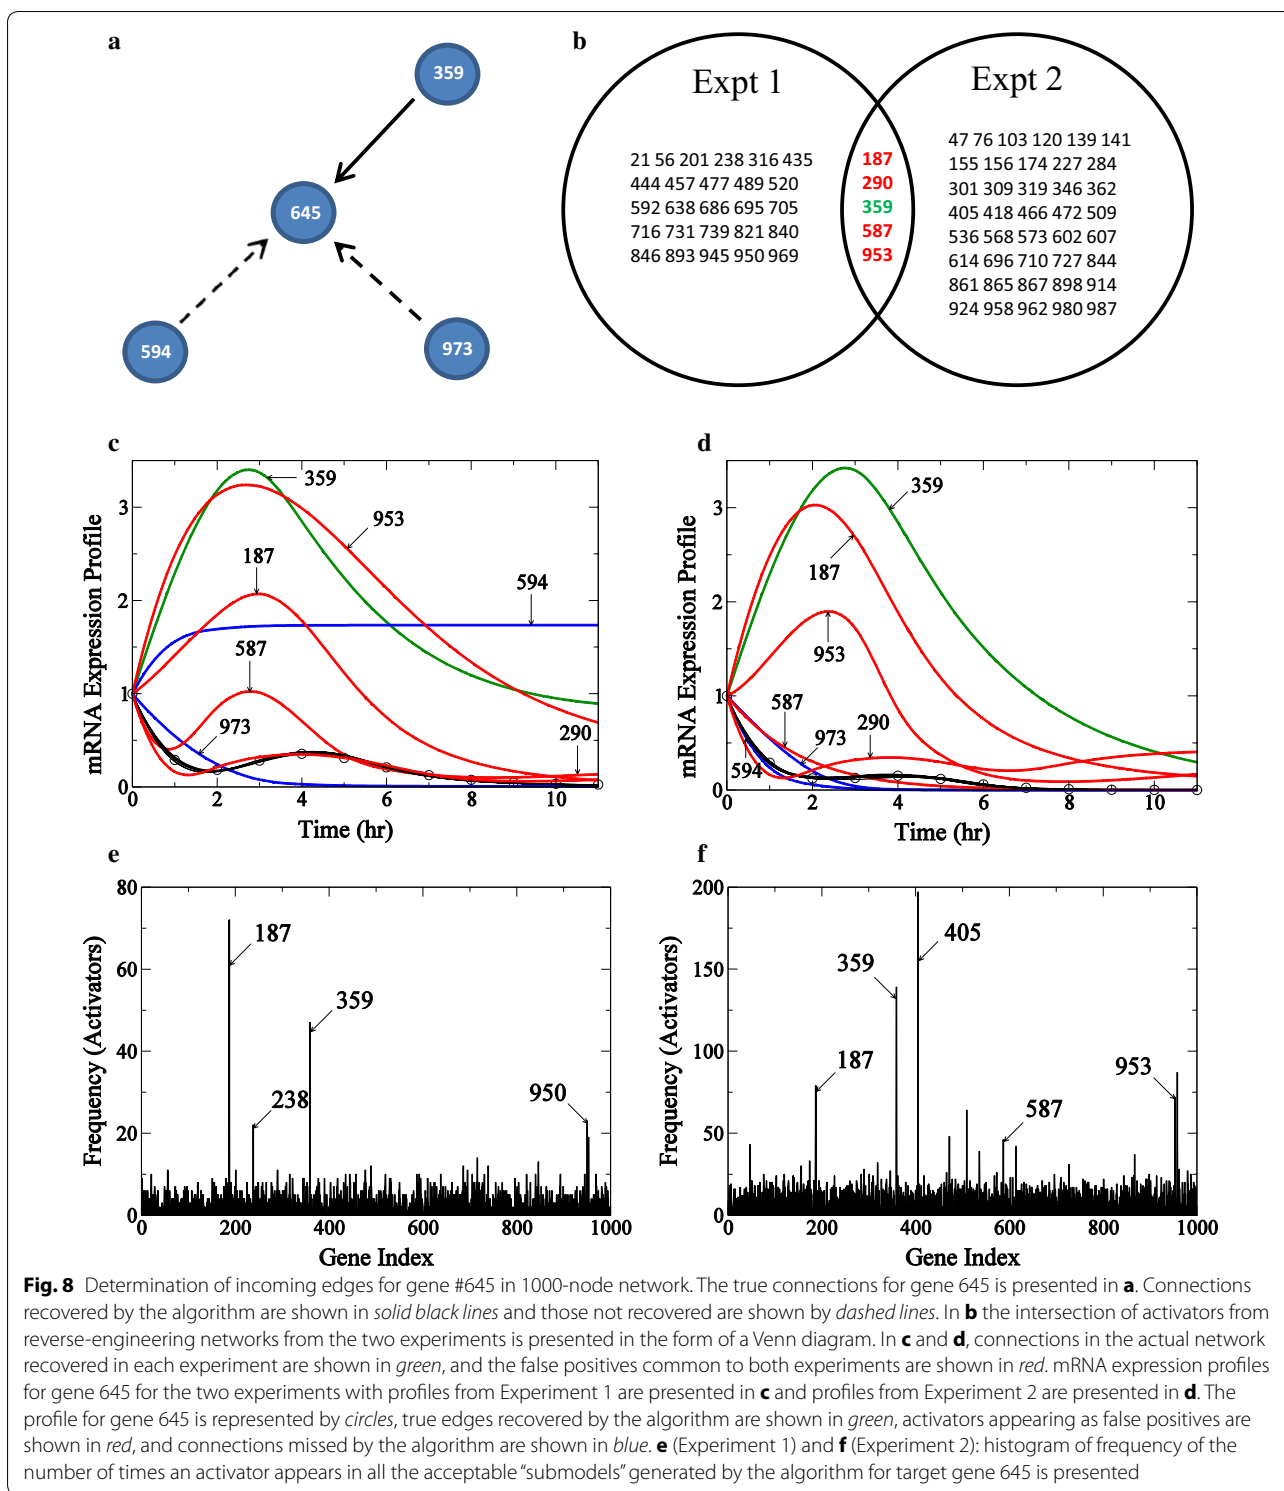 a
359
645
594
973
b
Expt 1
Expt 2
21 56 201 238 316 435
444 457 477 489 520
592 638 686 695 705
716 731 739 821 840
846 893 945 950 969
187
290
359
587
953
47 76 103 120 139 141
155 156 174 227 284
301 309 319 346 362
405 418 466 472 509
536 568 573 602 607
614 696 710 727 844
861 865 867 898 914
924 958 962 980 987
c
mRNA Expression Profile
3
2
1
0
0 2 4 6 8 10
Time (hr)
359
953
187
594
587
973
290
d
mRNA Expression Profile
3
2
1
0
0 2 4 6 8 10
Time (hr)
359
187
953
587
973
290
594
e
Frequency (Activators)
80
60
40
20
0
0 200 400 600 800 1000
Gene Index
187
359
238
950
f
Frequency (Activators)
200
150
100
50
0
0 200 400 600 800 1000
Gene Index
405
359
187
587
953
Fig. 8 Determination of incoming edges for gene #645 in 1000-node network. The true connections for gene 645 is presented in a. Connections
recovered by the algorithm are shown in solid black lines and those not recovered are shown by dashed lines. In b the intersection of activators from
reverse-engineering networks from the two experiments is presented in the form of a Venn diagram. In c and d, connections in the actual network
recovered in each experiment are shown in green, and the false positives common to both experiments are shown in red. mRNA expression profiles
for gene 645 for the two experiments with profiles from Experiment 1 are presented in c and profiles from Experiment 2 are presented in d. The
profile for gene 645 is represented by circles, true edges recovered by the algorithm are shown in green, activators appearing as false positives are
shown in red, and connections missed by the algorithm are shown in blue. e (Experiment 1) and f (Experiment 2): histogram of frequency of the
number of times an activator appears in all the acceptable “submodels” generated by the algorithm for target gene 645 is presented